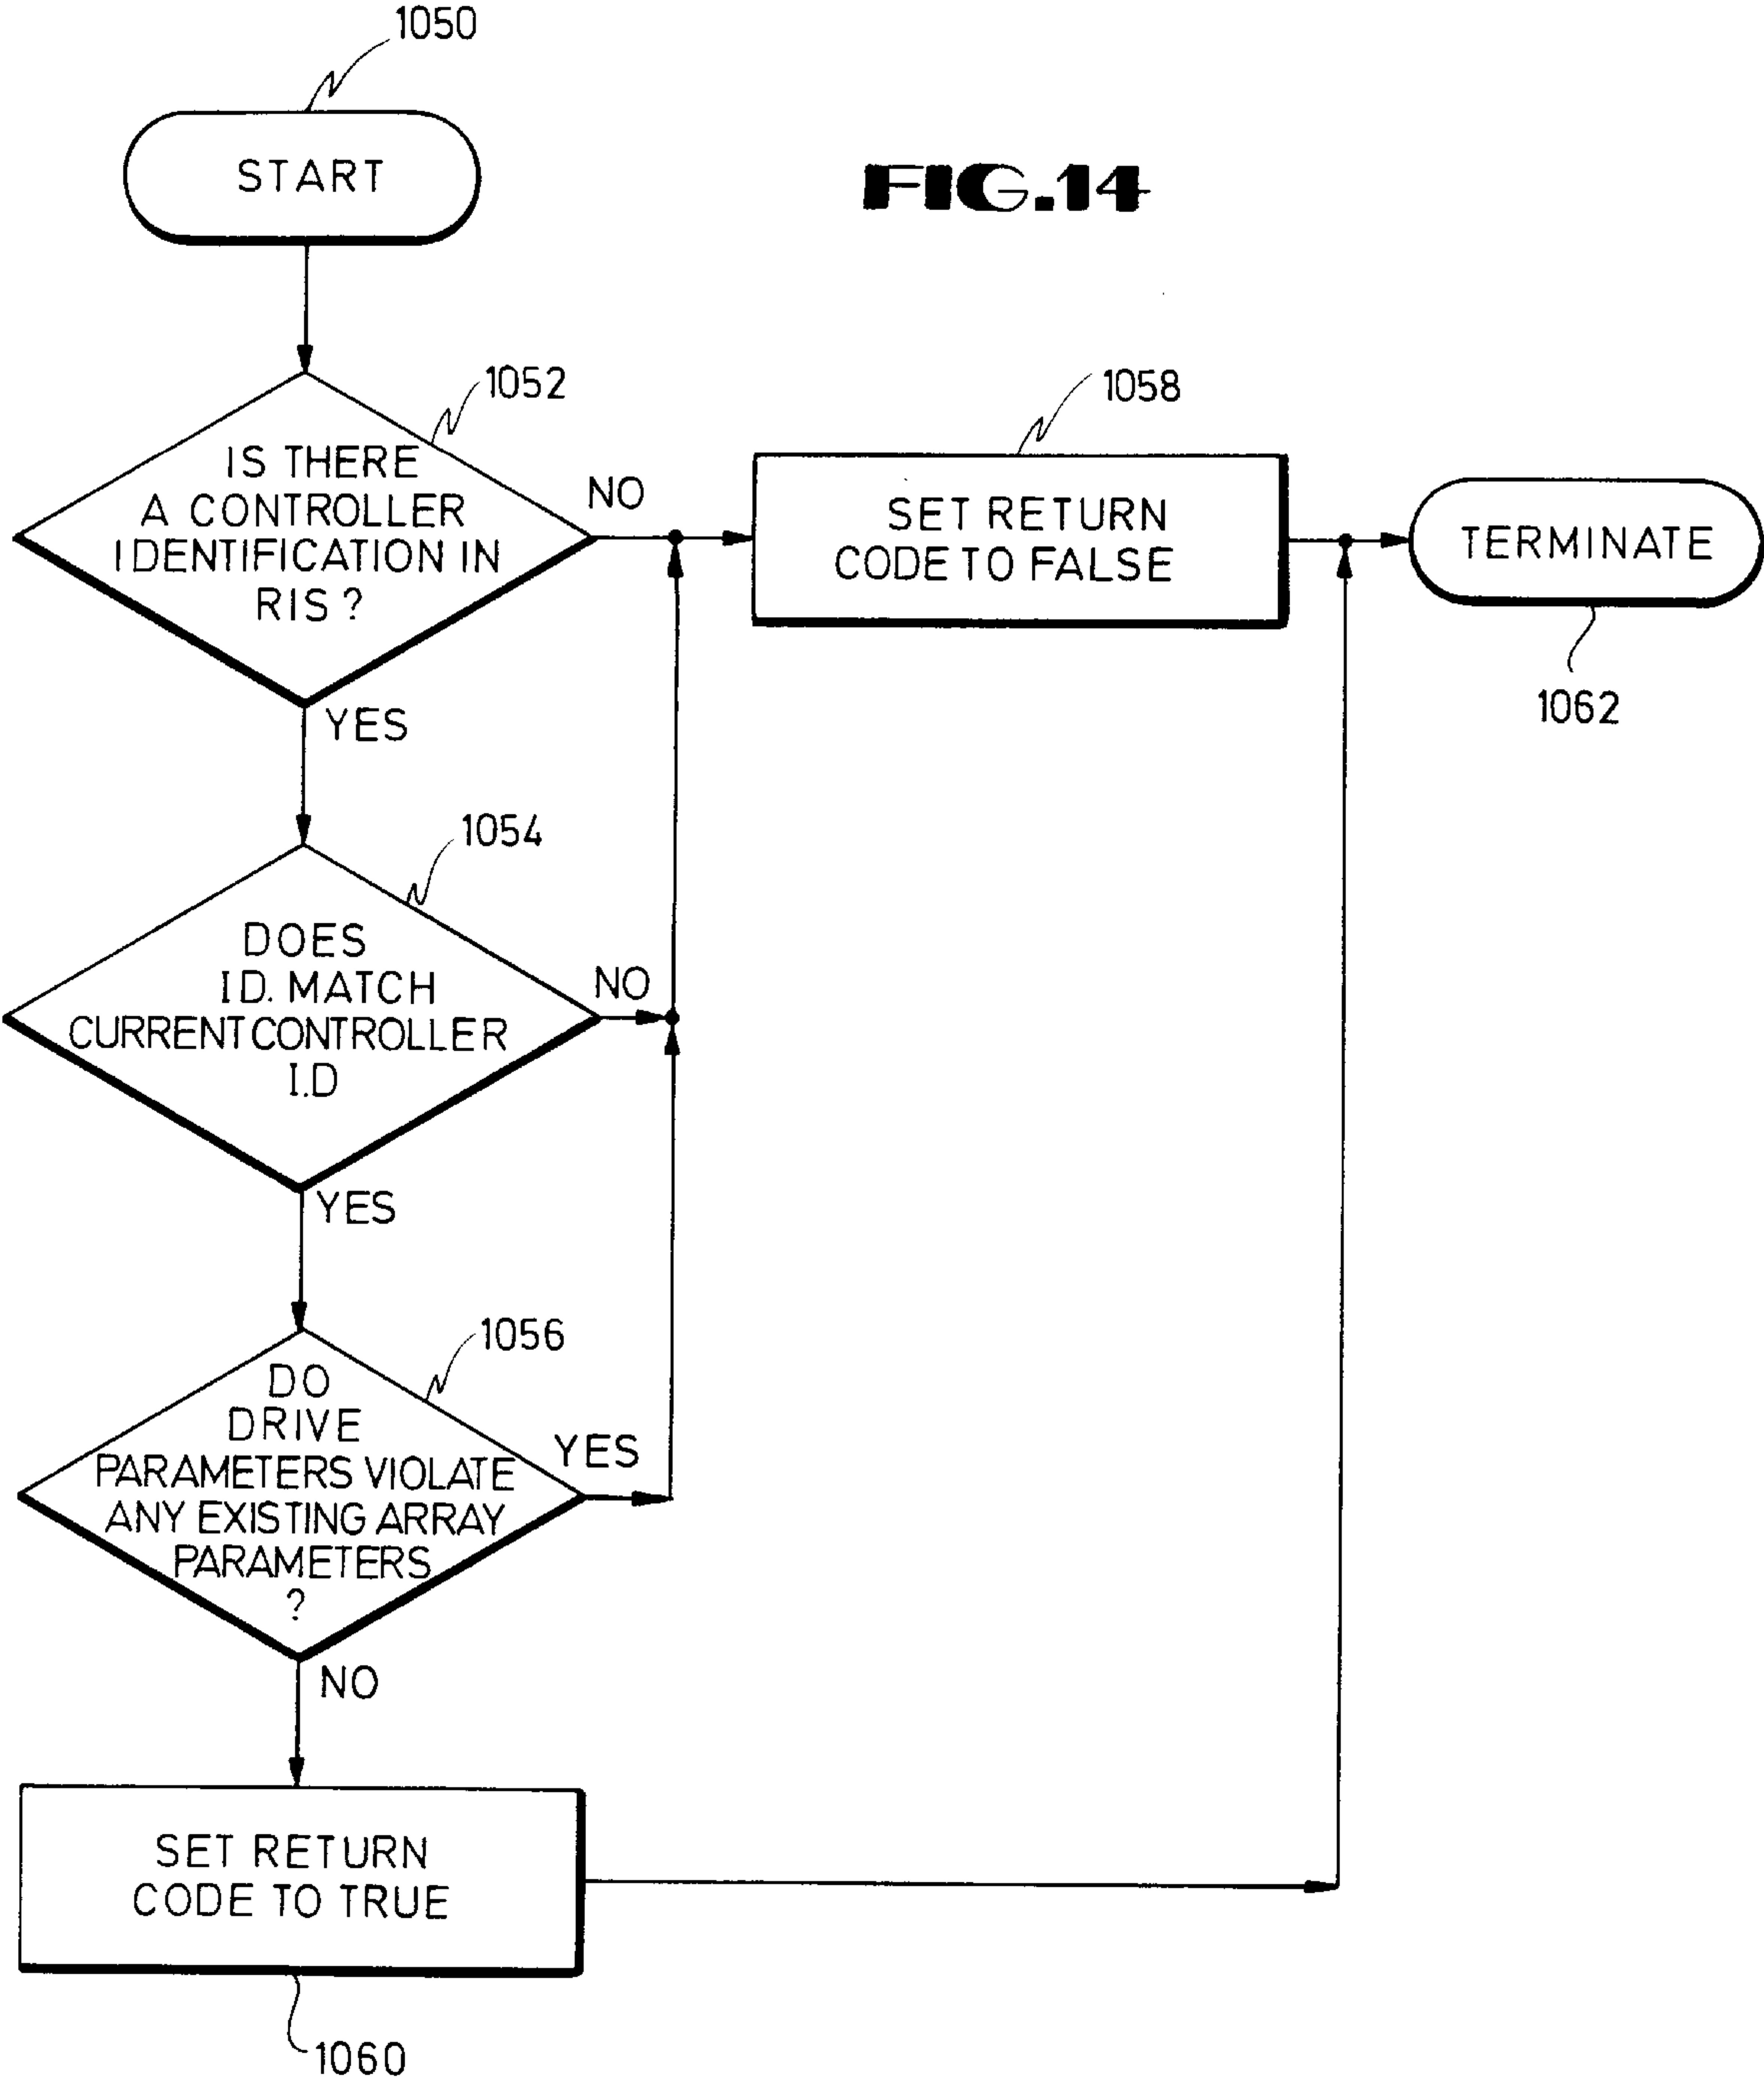 1050
START
FIG.14
1052
IS THERE
A CONTROLLER
IDENTIFICATION IN
RIS ?
NO
YES
1058
SET RETURN
CODE TO FALSE
TERMINATE
1062
1054
DOES
I.D. MATCH
CURRENT CONTROLLER
I.D
NO
YES
1056
DO
DRIVE
PARAMETERS VIOLATE
ANY EXISTING ARRAY
PARAMETERS
?
YES
NO
SET RETURN
CODE TO TRUE
1060